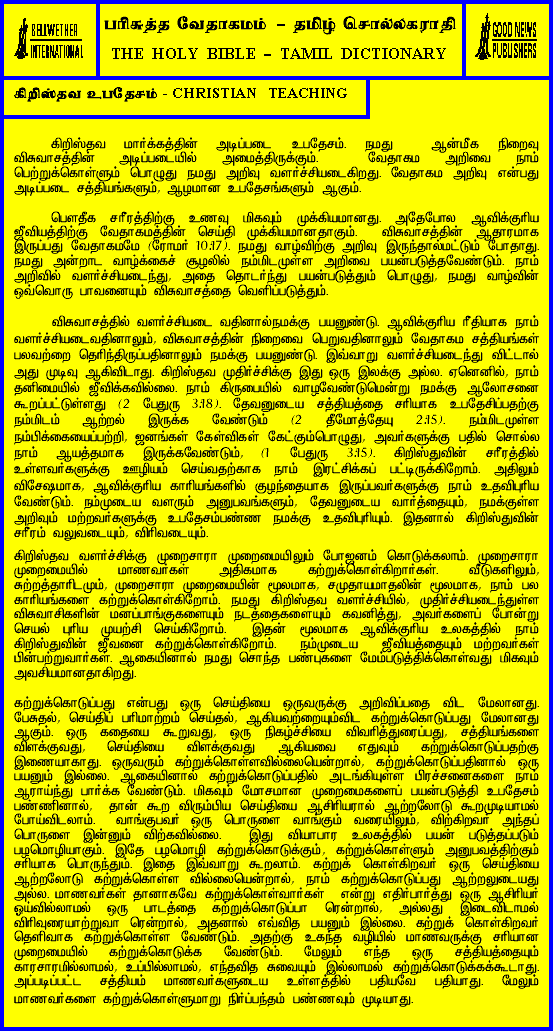 BELLWETHER
INTERNATIONAL
பரிசுத்த வேதாகமம் – தமிழ் சொல்லகராதி
THE HOLY BIBLE – TAMIL DICTIONARY
GOOD NEWS
PUBLISHERS
கிறிஸ்தவ உபதேசம் - CHRISTIAN TEACHING
கிறிஸ்தவ மார்க்கத்தின் அடிப்படை உபதேசம். நமது ஆன்மீக நிறைவு
விசுவாசத்தின் அடிப்படையில் அமைத்திருக்கும். வேதாகம அறிவை நாம்
பெற்றுக்கொள்ளும் பொழுது நமது அறிவு வளர்ச்சியடைகிறது. வேதாகம அறிவு என்பது
அடிப்படை சத்தியங்களும், ஆழமான உபதேசங்களும் ஆகும்.
பௌதீக சரீரத்திற்கு உணவு மிகவும் முக்கியமானது. அதேபோல ஆவிக்குரிய
ஜீவியத்திற்கு வேதாகமத்தின் செய்தி முக்கியமானதாகும். விசுவாசத்தின் ஆதாரமாக
இருப்பது வேதாகமமே (ரோமர் 10:17). நமது வாழ்விற்கு அறிவு இருந்தால்மட்டும் போதாது.
நமது அன்றாட வாழ்க்கைச் சூழலில் நம்மிடமுள்ள அறிவை பயன்படுத்தவேண்டும். நாம்
அறிவில் வளர்ச்சியடைந்து, அதை தொடர்ந்து பயன்படுத்தும் பொழுது, நமது வாழ்வின்
ஒவ்வொரு பாவனையும் விசுவாசத்தை வெளிப்படுத்தும்.
விசுவாசத்தில் வளர்ச்சியடை வதினால்நமக்கு பயனுண்டு. ஆவிக்குரிய ரீதியாக நாம்
வளர்ச்சியடைவதினாலும், விசுவாசத்தின் நிறைவை பெறுவதினாலும் வேதாகம சத்தியங்கள்
பலவற்றை தெரிந்திருப்பதினாலும் நமக்கு பயனுண்டு. இவ்வாறு வளர்ச்சியடைந்து விட்டால்
அது முடிவு ஆகிவிடாது. கிறிஸ்தவ முதிர்ச்சிக்கு இது ஒரு இலக்கு அல்ல. ஏனெனில், நாம்
தனிமையில் ஜீவிக்கவில்லை. நாம் கிருபையில் வாழவேண்டுமென்று நமக்கு ஆலோசனை
கூறப்பட்டுள்ளது (2 பேதுரு 3:18). தேவனுடைய சத்தியத்தை சரியாக உபதேசிப்பதற்கு
நம்மிடம் ஆற்றல் இருக்க வேண்டும் (2 தீமோத்தேயு 2:15). நம்மிடமுள்ள
நம்பிக்கையைப்பற்றி, ஜனங்கள் கேள்விகள் கேட்கும்பொழுது, அவர்களுக்கு பதில் சொல்ல
நாம் ஆயத்தமாக இருக்கவேண்டும், (1 பேதுரு 3:15). கிறிஸ்துவின் சரீரத்தில்
உள்ளவர்களுக்கு ஊழியம் செய்வதற்காக நாம் இரட்சிக்கப் பட்டிருக்கிறோம். அதிலும்
விசேஷமாக, ஆவிக்குரிய காரியங்களில் குழந்தையாக இருப்பவர்களுக்கு நாம் உதவிபுரிய
வேண்டும். நம்முடைய வளரும் அனுபவங்களும், தேவனுடைய வார்த்தையும், நமக்குள்ள
அறிவும் மற்றவர்களுக்கு உபதேசம்பண்ண நமக்கு உதவிபுரியும். இதனால் கிறிஸ்துவின்
சரீரம் வலுவடையும், விரிவடையும்.
கிறிஸ்தவ வளர்ச்சிக்கு முறைசாரா முறைமையிலும் போஜனம் கொடுக்கலாம். முறைசாரா
முறைமையில் மாணவர்கள் அதிகமாக கற்றுக்கொள்கிறார்கள். வீடுகளிலும்,
சுற்றத்தாரிடமும், முறைசாரா முறைமையின் மூலமாக, சமுதாயமாதலின் மூலமாக, நாம் பல
காரியங்களை கற்றுக்கொள்கிறோம். நமது கிறிஸ்தவ வளர்ச்சியில், முதிர்ச்சியடைந்துள்ள
விசுவாசிகளின் மனப்பாங்குகளையும் நடத்தைகளையும் கவனித்து, அவர்களைப் போன்று
செயல் புரிய முயற்சி செய்கிறோம். இதன் மூலமாக ஆவிக்குரிய உலகத்தில் நாம்
கிறிஸ்துவின் ஜீவனை கற்றுக்கொள்கிறோம். நம்முடைய ஜீவியத்தையும் மற்றவர்கள்
பின்பற்றுவார்கள். ஆகையினால் நமது சொந்த பண்புகளை மேம்படுத்திக்கொள்வது மிகவும்
அவசியமானதாகிறது.
கற்றுக்கொடுப்பது என்பது ஒரு செய்தியை ஒருவருக்கு அறிவிப்பதை விட மேலானது.
பேசுதல், செய்திப் பரிமாற்றம் செய்தல், ஆகியவற்றையும்விட கற்றுக்கொடுப்பது மேலானது
ஆகும். ஒரு கதையை கூறுவது, ஒரு நிகழ்ச்சியை விவரித்துரைப்பது, சத்தியங்களை
விளக்குவது, செய்தியை விளக்குவது ஆகியவை எதுவும் கற்றுக்கொடுப்பதற்கு
இணையாகாது. ஒருவரும் கற்றுக்கொள்ளவில்லையென்றால், கற்றுக்கொடுப்பதினால் ஒரு
பயனும் இல்லை. ஆகையினால் கற்றுக்கொடுப்பதில் அடங்கியுள்ள பிரச்சனைகளை நாம்
ஆராய்ந்து பார்க்க வேண்டும். மிகவும் மோசமான முறைமைகளைப் பயன்படுத்தி உபதேசம்
பண்ணினால், தான் கூற விரும்பிய செய்தியை ஆசிரியரால் ஆற்றலோடு கூறமுடியாமல்
போய்விடலாம். வாங்குபவர் ஒரு பொருளை வாங்கும் வரையிலும், விற்கிறவர் அந்தப்
பொருளை இன்னும் விற்கவில்லை. இது வியாபார உலகத்தில் பயன் படுத்தப்படும்
பழமொழியாகும். இதே பழமொழி கற்றுக்கொடுக்கும், கற்றுக்கொள்ளும் அனுபவத்திற்கும்
சரியாக பொருந்தும். இதை இவ்வாறு கூறலாம். கற்றுக் கொள்கிறவர் ஒரு செய்தியை
ஆற்றலோடு கற்றுக்கொள்ள வில்லையென்றால், நாம் கற்றுக்கொடுப்பது ஆற்றலுடையது
அல்ல. மாணவர்கள் தானாகவே கற்றுக்கொள்வார்கள் என்று எதிர்பார்த்து ஒரு ஆசிரியர்
ஓய்வில்லாமல் ஒரு பாடத்தை கற்றுக்கொடுப்பா ரென்றால், அல்லது இடைவிடாமல்
விரிவுரையாற்றுவா ரென்றால், அதனால் எவ்வித பயனும் இல்லை. கற்றுக் கொள்கிறவர்
தெளிவாக கற்றுக்கொள்ள வேண்டும். அதற்கு உகந்த வழியில் மாணவருக்கு சரியான
முறைமையில் கற்றுக்கொடுக்க வேண்டும். மேலும் எந்த ஒரு சத்தியத்தையும்
காரசாரமில்லாமல், உப்பில்லாமல், எந்தவித சுவையும் இல்லாமல் கற்றுக்கொடுக்கக்கூடாது.
அப்படிப்பட்ட சத்தியம் மாணவர்களுடைய உள்ளத்தில் பதியவே பதியாது. மேலும்
மாணவர்களை கற்றுக்கொள்ளுமாறு நிர்ப்பந்தம் பண்ணவும் முடியாது.